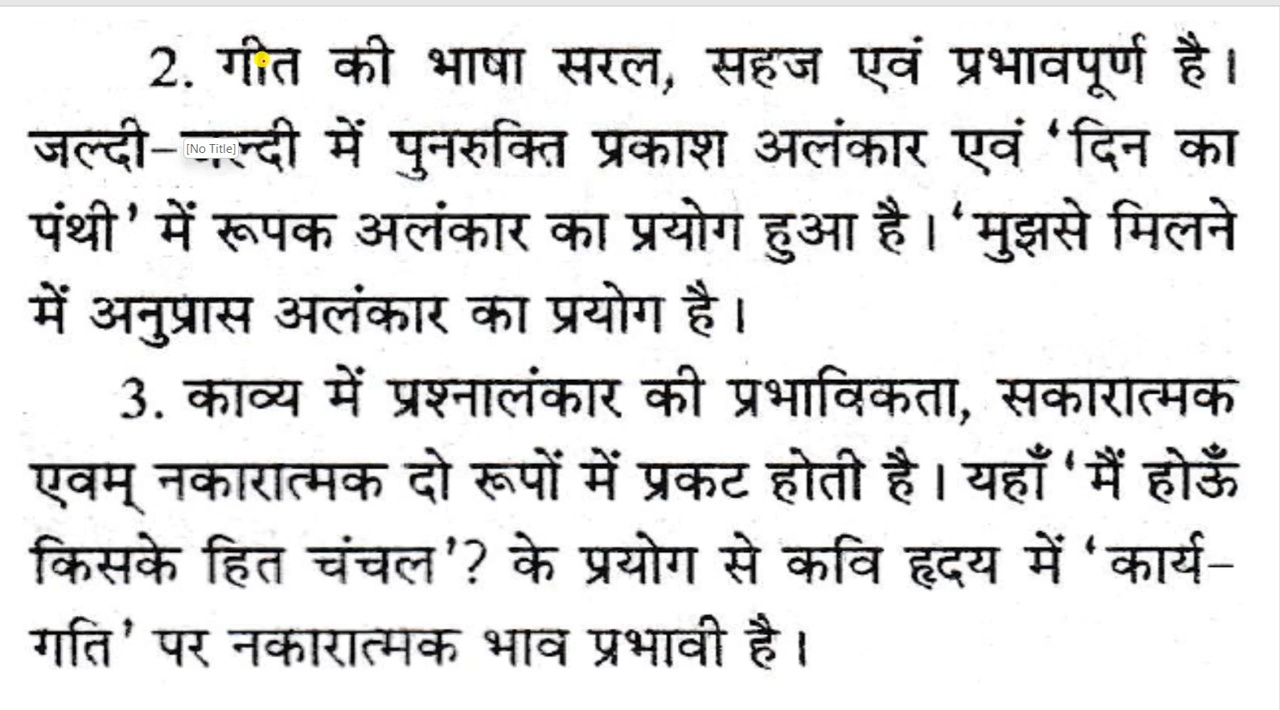 2. गीत की भाषा सरल, सहज एवं प्रभावपूर्ण है।
जल्दी-जल्दी में पुनरुक्ति प्रकाश अलंकार एवं 'दिन का
[No Title]
पंथी' में रूपक अलंकार का प्रयोग हुआ है। 'मुझसे मिलने
में अनुप्रास अलंकार का प्रयोग है।
3. काव्य में प्रश्नालंकार की प्रभाविकता, सकारात्मक
एवम् नकारात्मक दो रूपों में प्रकट होती है। यहाँ 'मैं होऊँ
किसके हित चंचल'? के प्रयोग से कवि हृदय में 'कार्य-
गति' पर नकारात्मक भाव प्रभावी है।